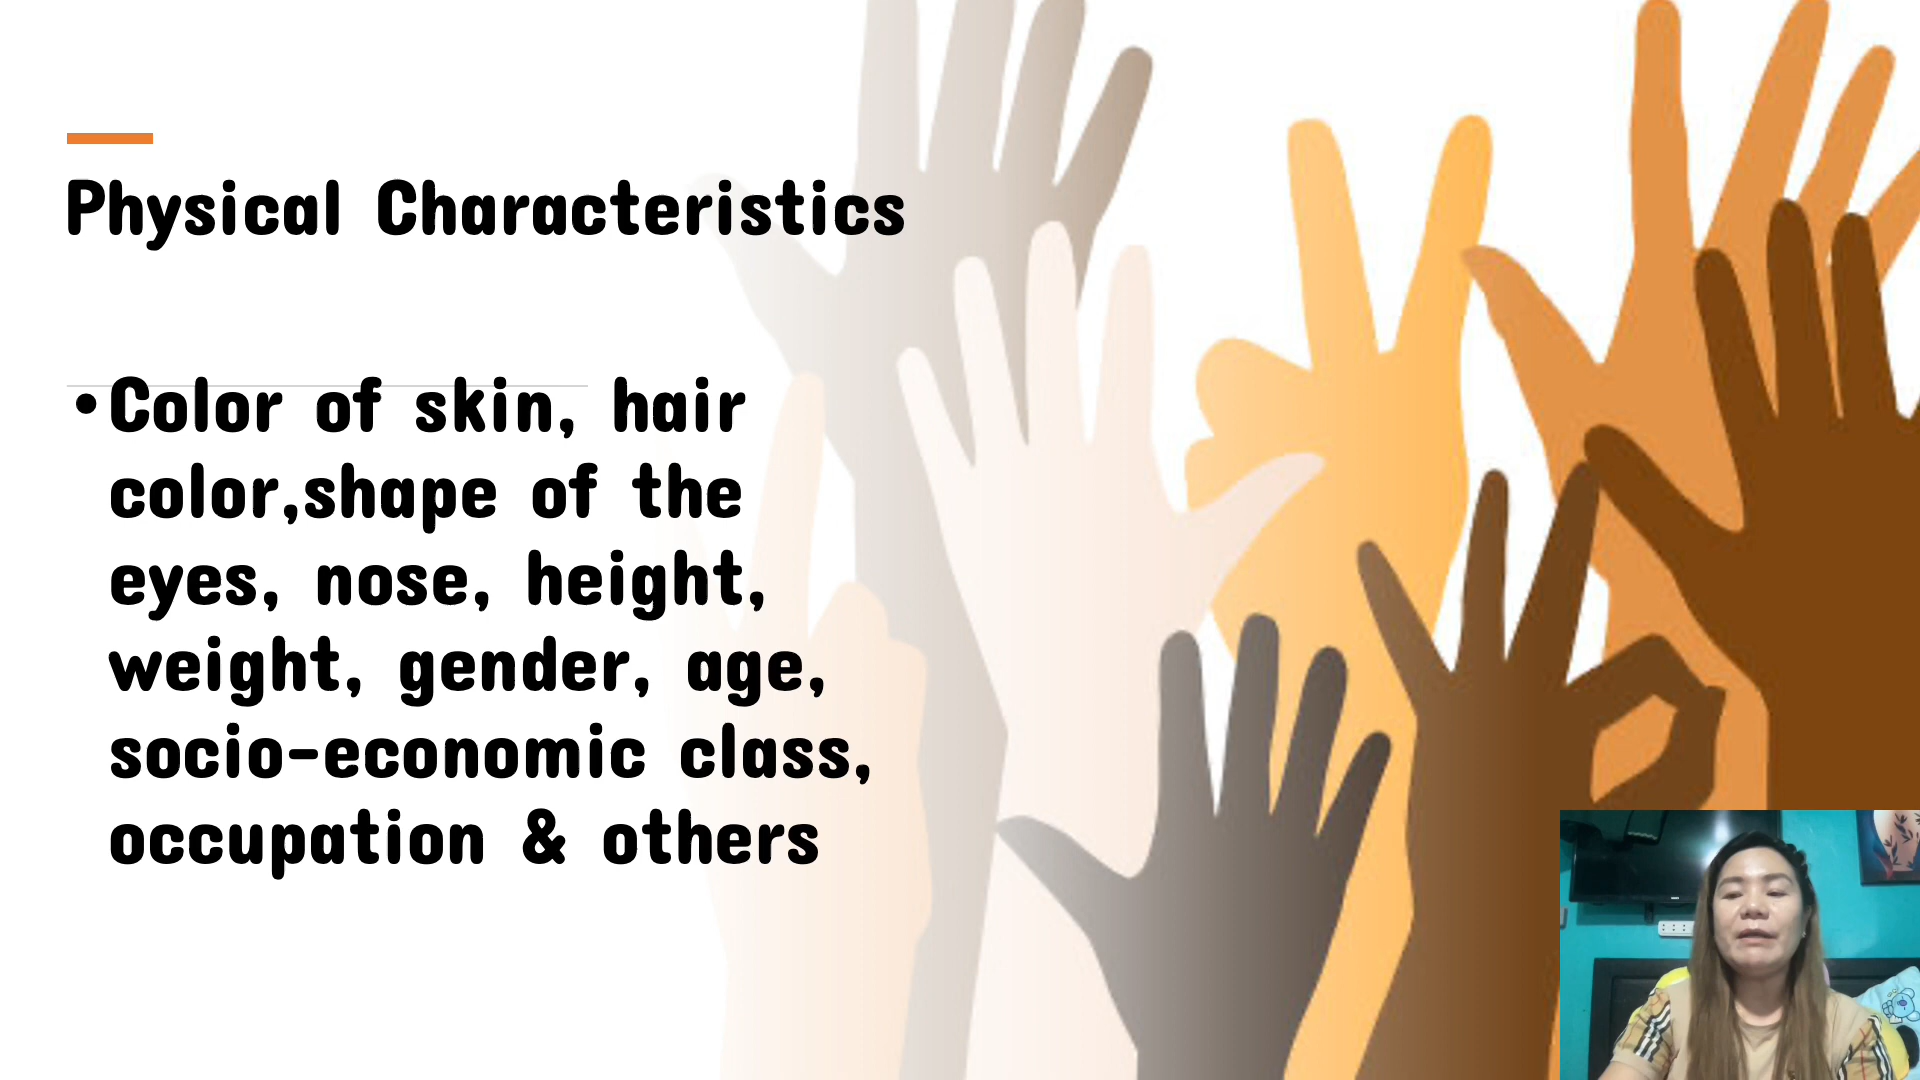 Physical Characteristics
•Color of skin, hair
color,shape of the
eyes, nose, height,
weight, gender, age,
socio-economic class,
occupation & others